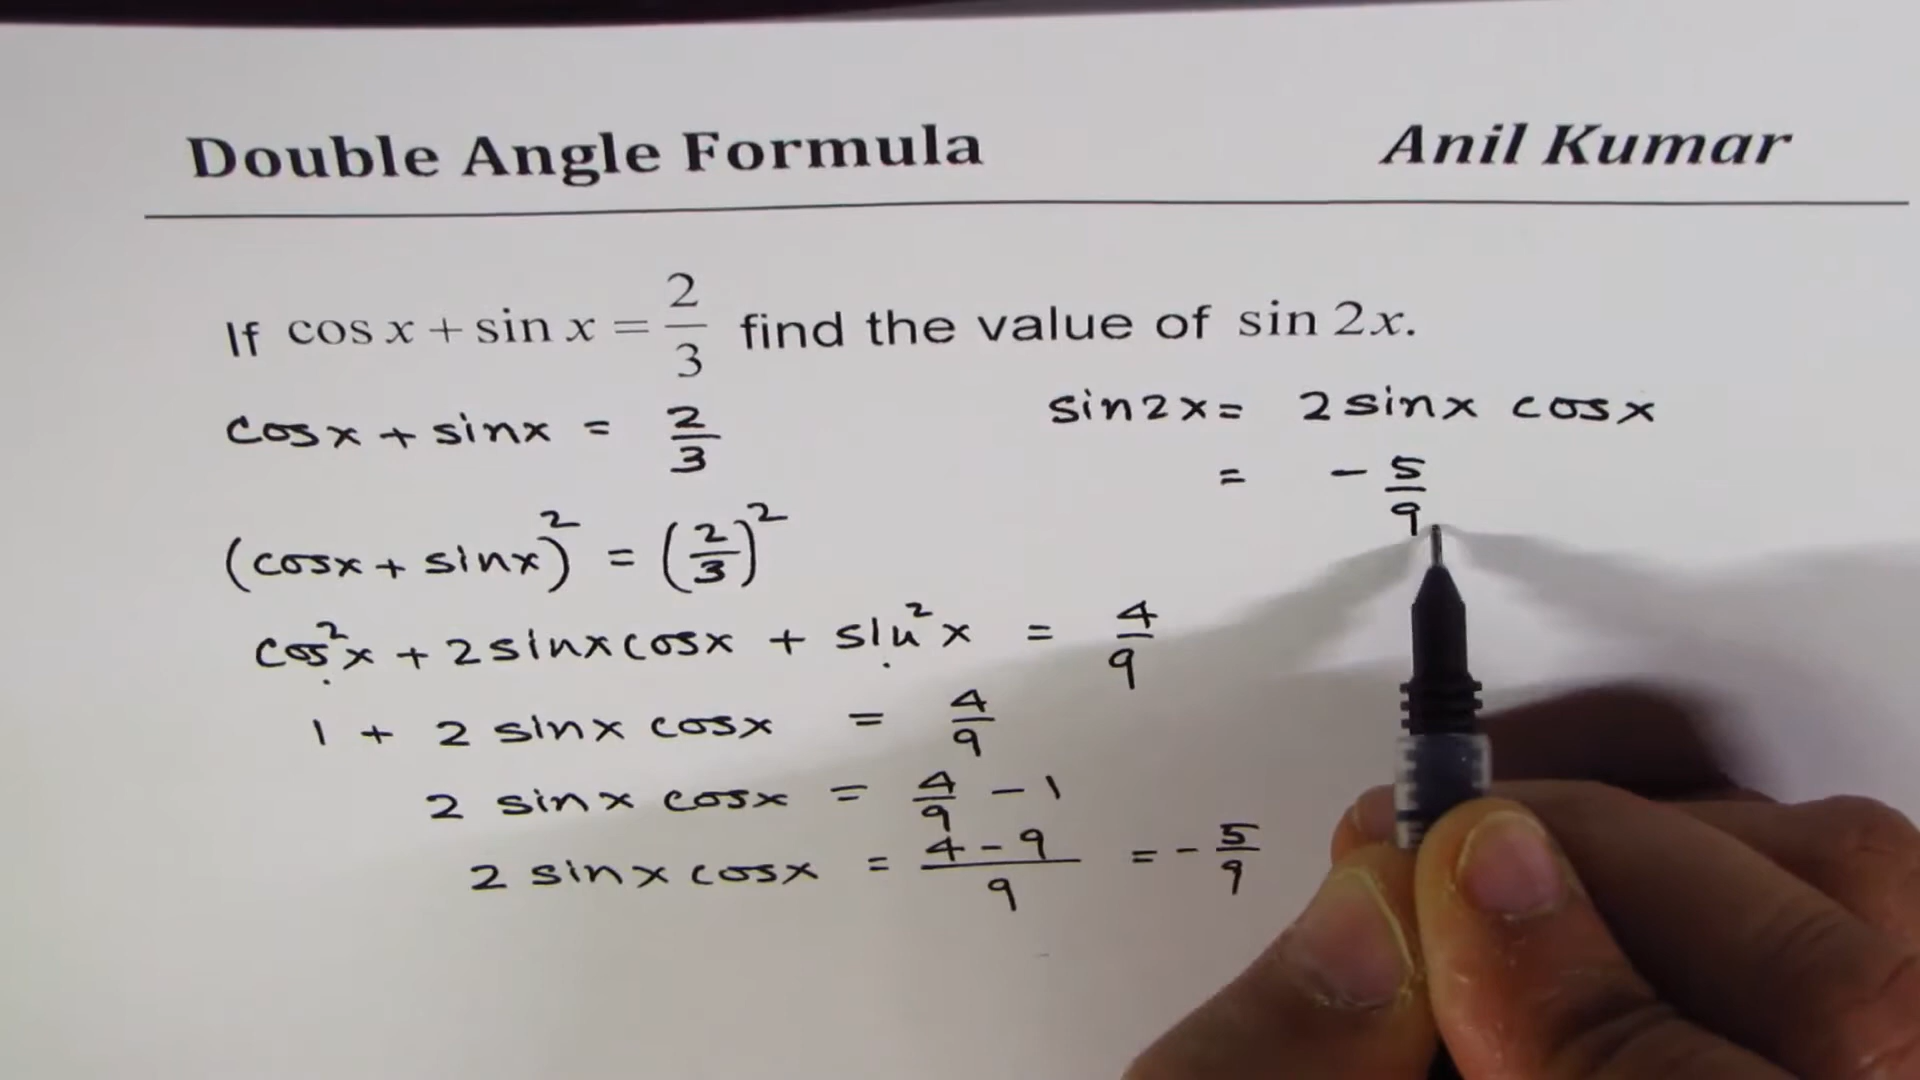 Double Angle Formula Anil Kumar
If cos x + sin x = 2/3 find the value of sin 2x.
cosx + sinx = 2/3
sin2x = 2sinx cosx
= - 5/9
(cosx + sinx)² = (2/3)²
cos²x + 2sinxcosx + sin²x = 4/9
1 + 2 sinx cosx = 4/9
2 sinx cosx = 4/9 - 1
2 sinx cosx = (4-9)/9 = - 5/9